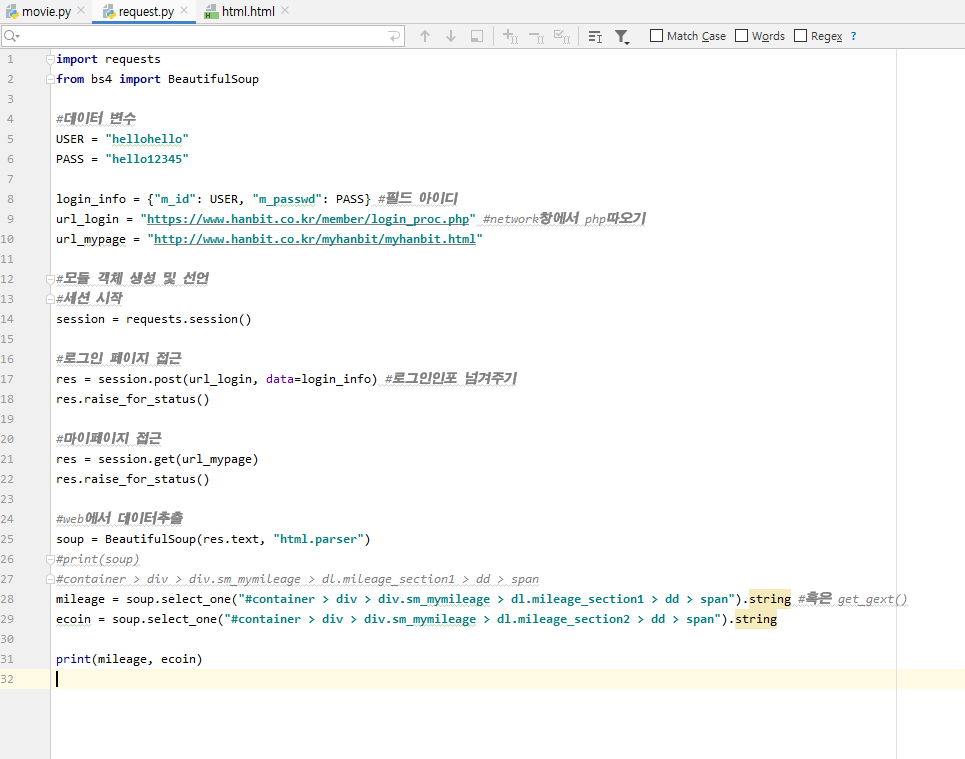 movie.py request.py html.html
Match Case Words Regex ?
1 import requests
2 from bs4 import BeautifulSoup
3
4 #데이터 변수
5 USER = "hellohello"
6 PASS = "hello12345"
7
8 login_info = {"m_id": USER, "m_passwd": PASS} #필드 아이디
9 url_login = "https://www.hanbit.co.kr/member/login_proc.php" #network창에서 php따오기
10 url_mypage = "http://www.hanbit.co.kr/myhanbit/myhanbit.html"
11
12 #모듈 객체 생성 및 선언
13 #세션 시작
14 session = requests.session()
15
16 #로그인 페이지 접근
17 res = session.post(url_login, data=login_info) #로그인인포 넘겨주기
18 res.raise_for_status()
19
20 #마이페이지 접근
21 res = session.get(url_mypage)
22 res.raise_for_status()
23
24 #web에서 데이터추출
25 soup = BeautifulSoup(res.text, "html.parser")
26 #print(soup)
27 #container > div > div.sm_mymileage > dl.mileage_section1 > dd > span
28 mileage = soup.select_one("#container > div > div.sm_mymileage > dl.mileage_section1 > dd > span").string #혹은 get_gext()
29 ecoin = soup.select_one("#container > div > div.sm_mymileage > dl.mileage_section2 > dd > span").string
30
31 print(mileage, ecoin)
32